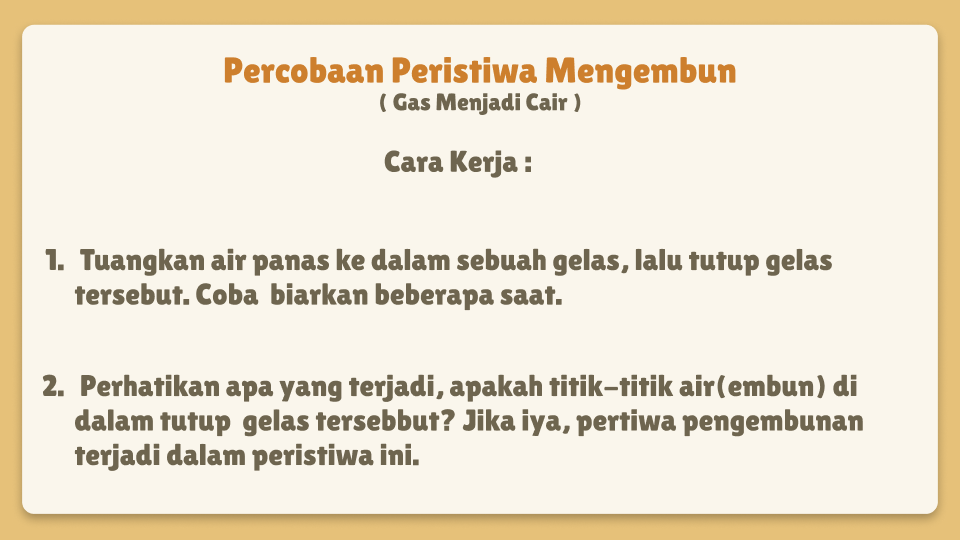 Percobaan Peristiwa Mengembun
( Gas Menjadi Cair )
Cara Kerja :
1. Tuangkan air panas ke dalam sebuah gelas, lalu tutup gelas
tersebut. Coba biarkan beberapa saat.
2. Perhatikan apa yang terjadi, apakah titik-titik air(embun) di
dalam tutup gelas tersebbut? Jika iya, pertiwa pengembunan
terjadi dalam peristiwa ini.